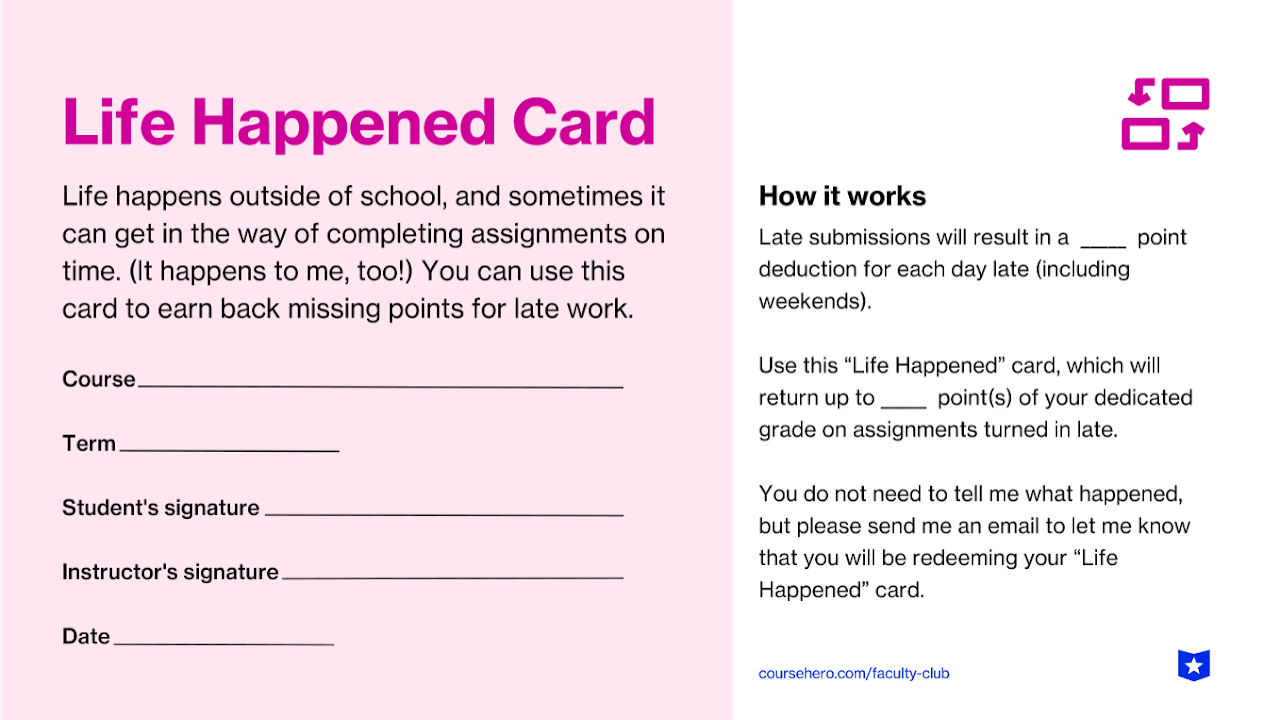 Life Happened Card
Life happens outside of school, and sometimes it
can get in the way of completing assignments on
time. (It happens to me, too!) You can use this
card to earn back missing points for late work.
Course
Term
Student's signature
Instructor's signature
Date
How it works
Late submissions will result in a ____ point
deduction for each day late (including
weekends).
Use this “Life Happened” card, which will
return up to ____ point(s) of your dedicated
grade on assignments turned in late.
You do not need to tell me what happened,
but please send me an email to let me know
that you will be redeeming your “Life
Happened” card.
coursehero.com/faculty-club